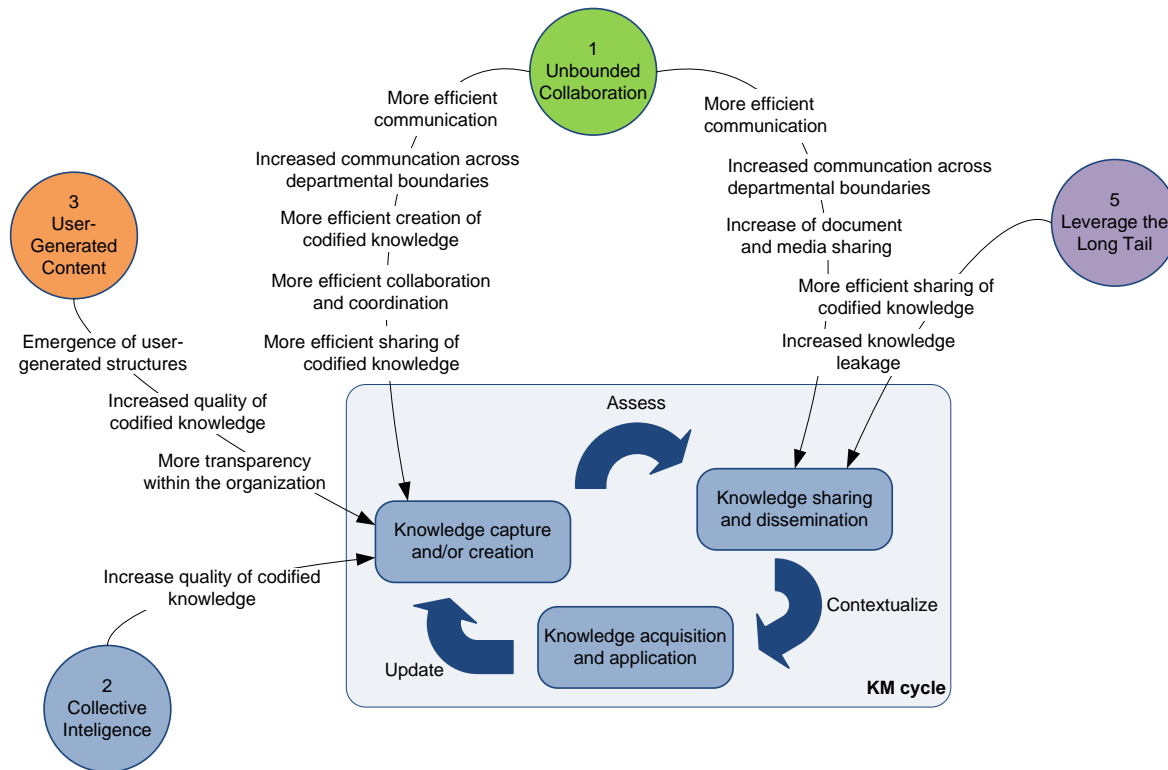 1
Unbounded
Collaboration
More efficient
communication
Increased communcation across
departmental boundaries
More efficient creation of
codified knowledge
More efficient collaboration
and coordination
More efficient sharing of
codified knowledge
More efficient
communication
Increased communcation across
departmental boundaries
Increase of document
and media sharing
More efficient sharing of
codified knowledge
Increased knowledge
leakage
3
User-
Generated
Content
5
Leverage the
Long Tail
Emergence of user-
generated structures
Increased quality of
codified knowledge
More transparency
within the organization
Increase quality of codified
knowledge
2
Collective
Inteligence
Assess
Knowledge capture
and/or creation
Knowledge sharing
and dissemination
Contextualize
Knowledge acquisition
and application
Update
KM cycle